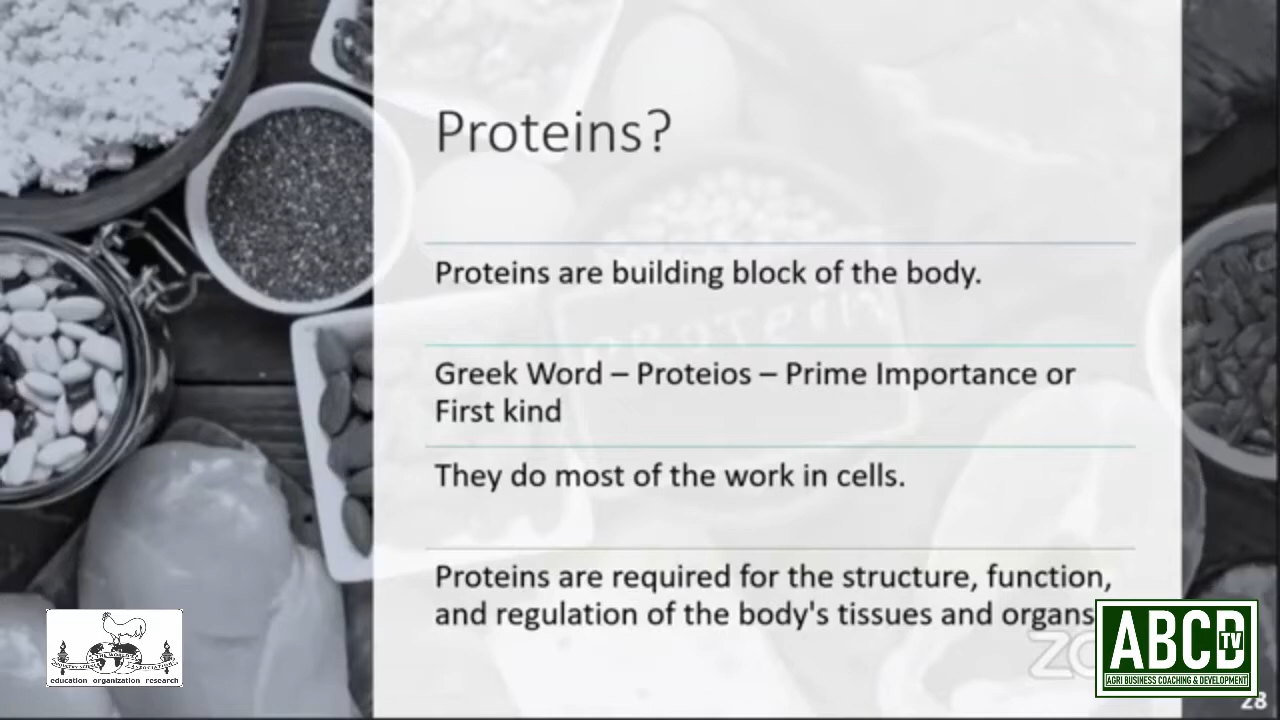 Proteins?
Proteins are building block of the body.
PROTEIN
Greek Word – Proteios – Prime Importance or
First kind
They do most of the work in cells.
Proteins are required for the structure, function,
and regulation of the body's tissues and organs
education organization research
ABCD TV
AGRI BUSINESS COACHING & DEVELOPMENT
28